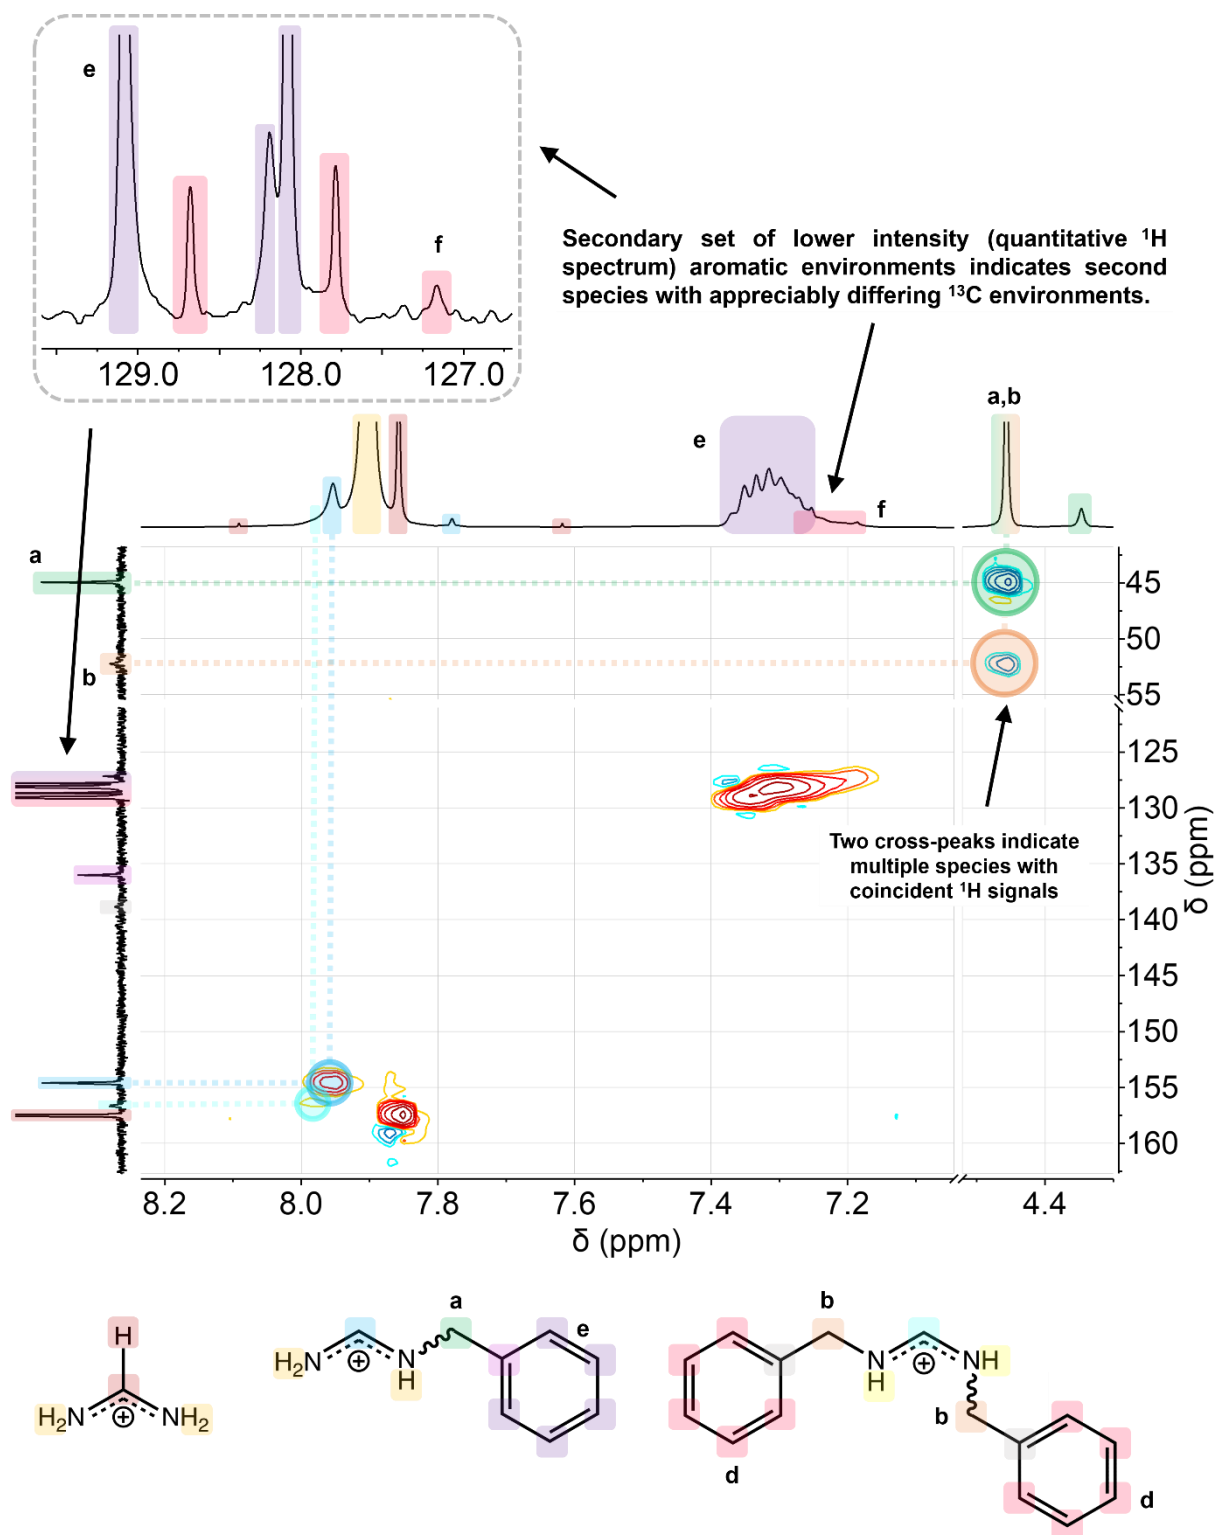 e
f
129.0 128.0 127.0
Secondary set of lower intensity (quantitative ¹H
spectrum) aromatic environments indicates second
species with appreciably differing ¹³C environments.
a,b
e
f
a
b
45
50
55
125
130
135
140
145
150
155
160
δ (ppm)
Two cross-peaks indicate
multiple species with
coincident ¹H signals
8.2 8.0 7.8 7.6 7.4 7.2 4.4
δ (ppm)
H
H₂N
NH₂
+
a
e
H₂N
N
H
+
b
N
H
NH
+
b
d
d